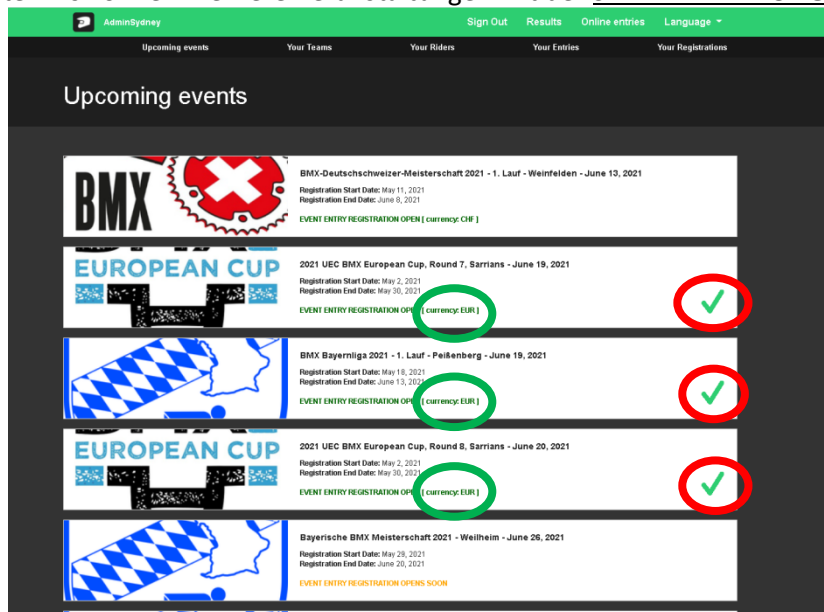 AdminSydney
Sign Out Results Online entries Language
Upcoming events Your Teams Your Riders Your Entries Your Registrations
Upcoming events
BMX
BMX-Deutschschweizer-Meisterschaft 2021 - 1. Lauf - Weinfelden - June 13, 2021
Registration Start Date: May 11, 2021
Registration End Date: June 8, 2021
EVENT ENTRY REGISTRATION OPEN [ currency: CHF ]
EUROPEAN CUP
2021 UEC BMX European Cup, Round 7, Sarrians - June 19, 2021
Registration Start Date: May 2, 2021
Registration End Date: May 30, 2021
EVENT ENTRY REGISTRATION OPEN [ currency: EUR ]
BMX Bayernliga 2021 - 1. Lauf - Peißenberg - June 19, 2021
Registration Start Date: May 18, 2021
Registration End Date: June 13, 2021
EVENT ENTRY REGISTRATION OPEN [ currency: EUR ]
EUROPEAN CUP
2021 UEC BMX European Cup, Round 8, Sarrians - June 20, 2021
Registration Start Date: May 2, 2021
Registration End Date: May 30, 2021
EVENT ENTRY REGISTRATION OPEN [ currency: EUR ]
Bayerische BMX Meisterschaft 2021 - Weilheim - June 26, 2021
Registration Start Date: May 29, 2021
Registration End Date: June 20, 2021
EVENT ENTRY REGISTRATION OPENS SOON